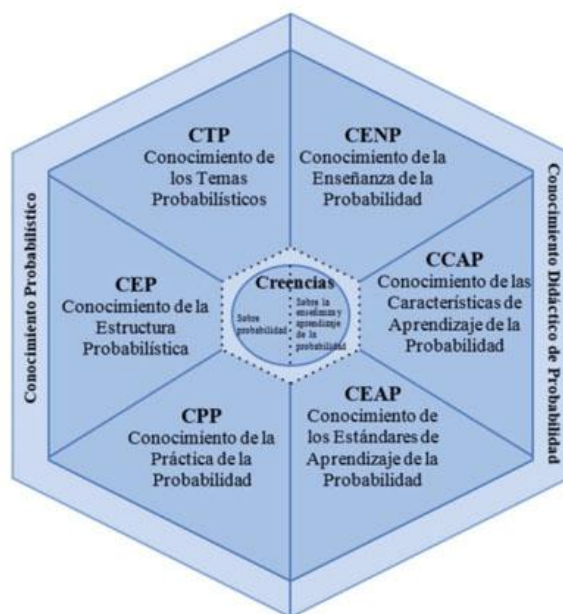 CTP
Conocimiento de
los Temas
Probabilísticos
CENP
Conocimiento de la
Enseñanza de la
Probabilidad
Conocimiento Probabilístico
CEP
Conocimiento de la
Estructura
Probabilística
Creencias
Sobre
probabilidad
Sobre la
enseñanza y
aprendizaje
de la
probabilidad
CCAP
Conocimiento de las
Características de
Aprendizaje de la
Probabilidad
Conocimiento Didáctico de Probabilidad
CPP
Conocimiento de la
Práctica de la
Probabilidad
CEAP
Conocimiento de
los Estándares de
Aprendizaje de la
Probabilidad